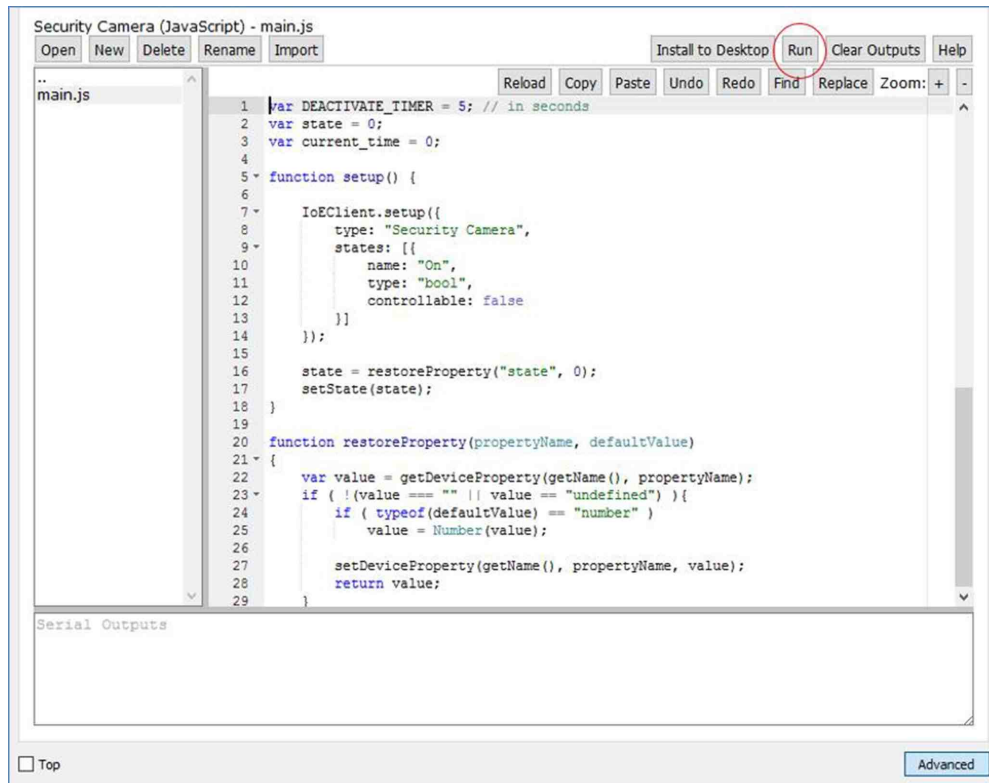 Security Camera (JavaScript) - main.js
Open New Delete Rename Import Install to Desktop Run Clear Outputs Help
Reload Copy Paste Undo Redo Find Replace Zoom: + -
..
main.js
1 var DEACTIVATE_TIMER = 5; // in seconds
2 var state = 0;
3 var current_time = 0;
4
5 function setup() {
6
7     IoEClient.setup({
8         type: "Security Camera",
9         states: [{
10             name: "On",
11             type: "bool",
12             controllable: false
13         }]
14     });
15
16     state = restoreProperty("state", 0);
17     setState(state);
18 }
19
20 function restoreProperty(propertyName, defaultValue)
21 {
22     var value = getDeviceProperty(getName(), propertyName);
23     if ( !(value === "" || value == "undefined") ){
24         if ( typeof(defaultValue) == "number" )
25             value = Number(value);
26
27         setDeviceProperty(getName(), propertyName, value);
28         return value;
29     }
Serial Outputs
Top Advanced